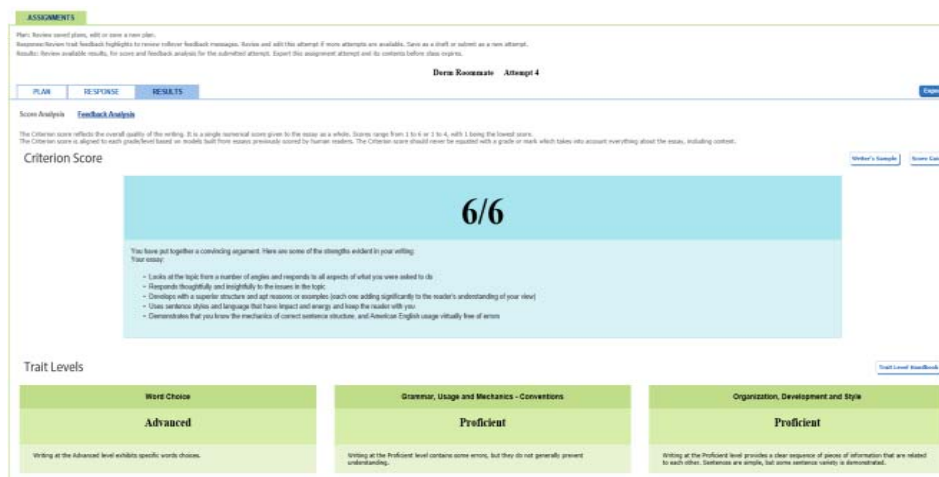 ASSIGNMENTS
Plan: Review saved plans, edit or save a new plan.
Response:Review trait feedback highlights to review rollover feedback messages. Revise and edit this attempt if more attempts are available. Save as a draft or submit as a new attempt.
Results: Review available results, for score and feedback analysis for the submitted attempt. Export this assignment attempt and its contents before class expires.
Dorm Roommate Attempt 4
PLAN RESPONSE RESULTS
Score Analysis Feedback Analysis
The Criterion score reflects the overall quality of the writing. It is a single numerical score given to the essay as a whole. Scores range from 1 to 6 or 1 to 4, with 1 being the lowest score.
The Criterion score is aligned to each grade/level based on models built from essays previously scored by human readers. The Criterion score should never be equated with a grade or mark which takes into account everything about the essay, including content.
Criterion Score
Writer's Sample
6/6
You have put together a convincing argument. Here are some of the strengths evident in your writing.
Your essay:
- Looks at the topic from a number of angles and responds to all aspects of what you were asked to do
- Responds thoughtfully and insightfully to the issues in the topic
- Develops with a superior structure and apt reasons or examples (each one adding significantly to the reader's understanding of your view)
- Uses sentence styles and language that have impact and energy and keep the reader with you
- Demonstrates that you know the mechanics of correct sentence structure, and American English usage virtually free of errors
Trait Levels
Trait Level Handbook
Word Choice
Advanced
Writing at the Advanced level exhibits specific words choices.
Grammar, Usage and Mechanics - Conventions
Proficient
Writing at the Proficient level contains some errors, but they do not generally prevent
understanding.
Organization, Development and Style
Proficient
Writing at the Proficient level provides a clear sequence of pieces of information that are related
to each other. Sentences are simple, but some sentence variety is demonstrated.